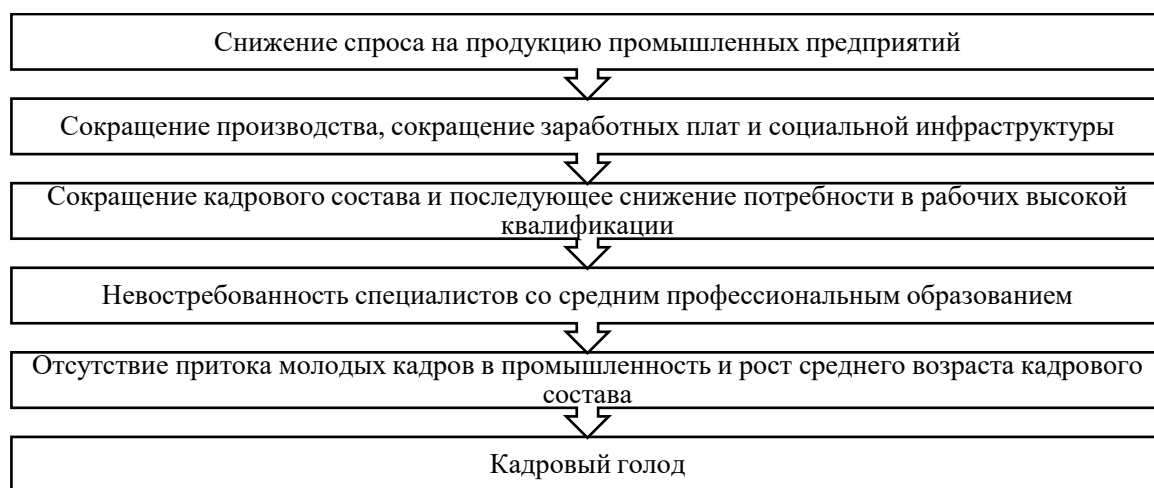 Снижение спроса на продукцию промышленных предприятий
Сокращение производства, сокращение заработных плат и социальной инфраструктуры
Сокращение кадрового состава и последующее снижение потребности в рабочих высокой
квалификации
Невостребованность специалистов со средним профессиональным образованием
Отсутствие притока молодых кадров в промышленность и рост среднего возраста кадрового
состава
Кадровый голод